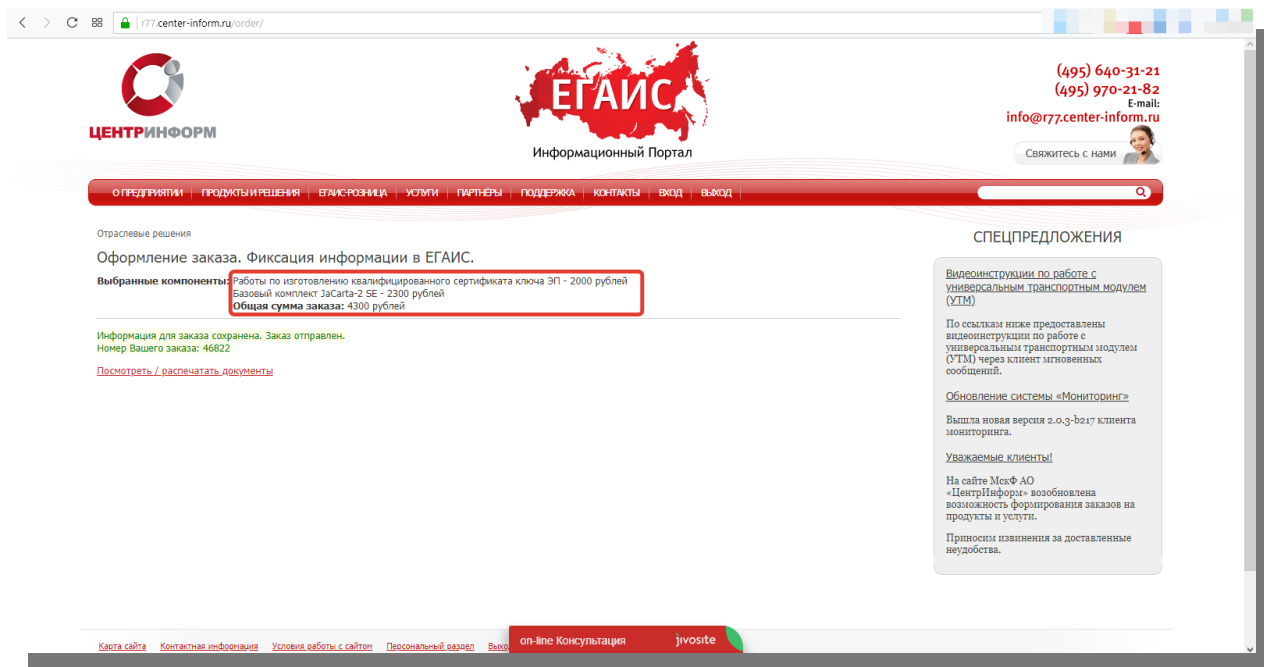 r77.center-inform.ru/order/
ЦЕНТРИНФОРМ
ЕГАИС
Информационный Портал
(495) 640-31-21
(495) 970-21-82
E-mail:
info@r77.center-inform.ru
Свяжитесь с нами
О ПРЕДПРИЯТИИ ПРОДУКТЫ И РЕШЕНИЯ ЕГАИС-РОЗНИЦА УСЛУГИ ПАРТНЁРЫ ПОДДЕРЖКА КОНТАКТЫ ВХОД ВЫХОД
Отраслевые решения
Оформление заказа. Фиксация информации в ЕГАИС.
Выбранные компоненты: Работы по изготовлению квалифицированного сертификата ключа ЭП - 2000 рублей
Базовый комплект JaCarta-2 SE - 2300 рублей
Общая сумма заказа: 4300 рублей
Информация для заказа сохранена. Заказ отправлен.
Номер Вашего заказа: 46822
Посмотреть / распечатать документы
СПЕЦПРЕДЛОЖЕНИЯ
Видеоинструкции по работе с
универсальным транспортным модулем
(УТМ)
По ссылкам ниже предоставлены
видеоинструкции по работе с
универсальным транспортным модулем
(УТМ) через клиент мгновенных
сообщений.
Обновление системы «Мониторинг»
Вышла новая версия 2.0.3-b217 клиента
мониторинга.
Уважаемые клиенты!
На сайте МскФ АО
«ЦентрИнформ» возобновлена
возможность формирования заказов на
продукты и услуги.
Приносим извинения за доставленные
неудобства.
Карта сайта Контактная информация Условия работы с сайтом Персональный раздел Выхо
on-line Консультация jivosite